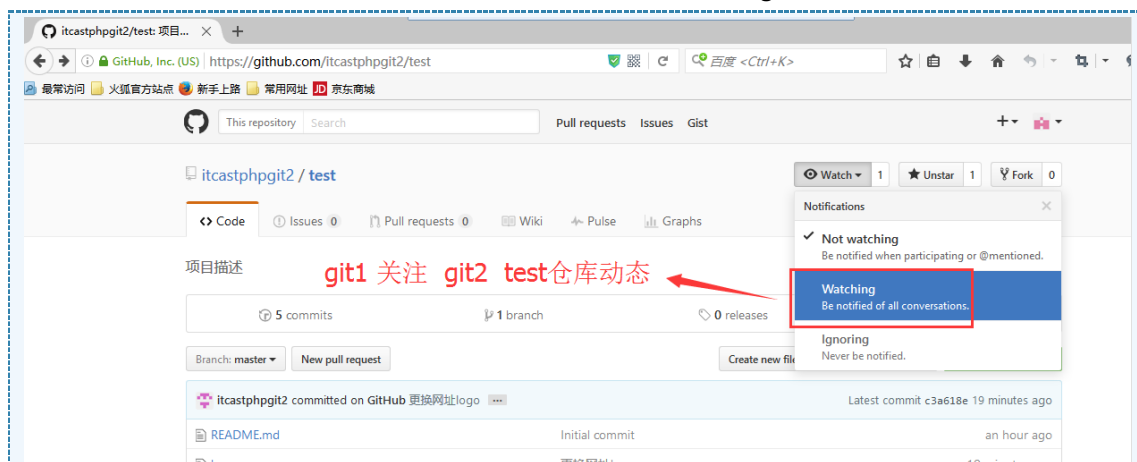 itcastphpgit2/test: 项目...
GitHub, Inc. (US) https://github.com/itcastphpgit2/test
百度 <Ctrl+K>
最常访问 火狐官方站点 新手上路 常用网址 JD 京东商城
This repository Search Pull requests Issues Gist
itcastphpgit2 / test
Watch 1 Unstar 1 Fork 0
Code Issues 0 Pull requests 0 Wiki Pulse Graphs
Notifications
Not watching
Be notified when participating or @mentioned.
Watching
Be notified of all conversations.
Ignoring
Never be notified.
项目描述
git1 关注 git2 test仓库动态
5 commits 1 branch 0 releases
Branch: master New pull request Create new file
itcastphpgit2 committed on GitHub 更换网址logo ... Latest commit c3a618e 19 minutes ago
README.md Initial commit an hour ago